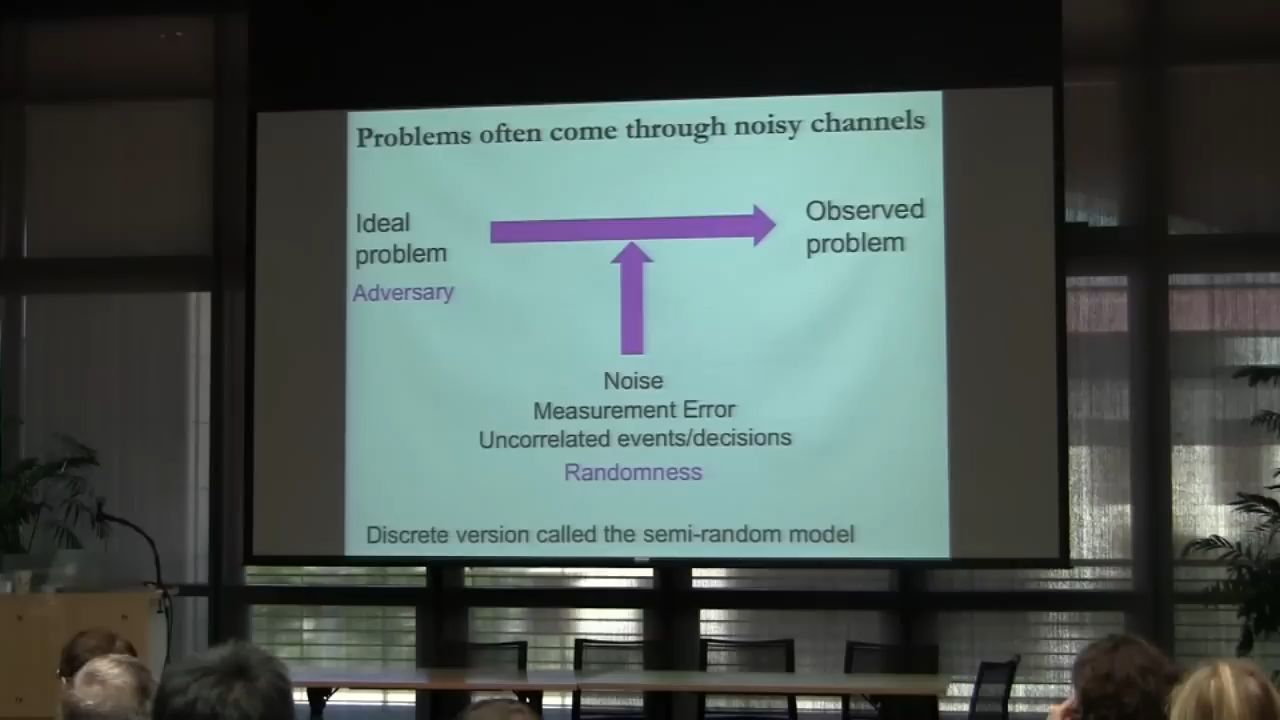 Problems often come through noisy channels
Ideal
problem
Adversary
Observed
problem
Noise
Measurement Error
Uncorrelated events/decisions
Randomness
Discrete version called the semi-random model